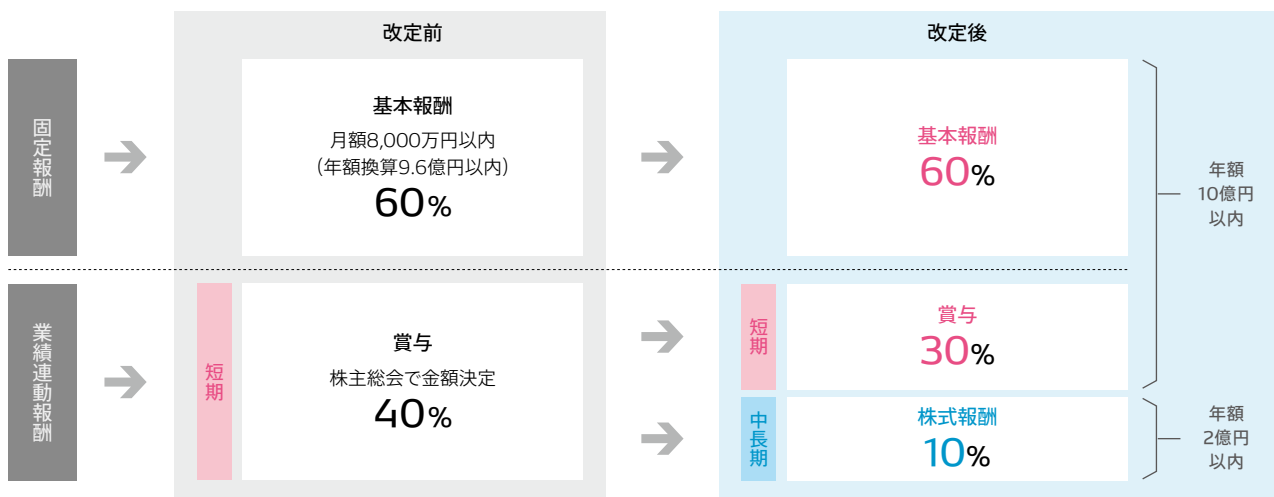 改定前
改定後
固定報酬
基本報酬
月額8,000万円以内
（年額換算9.6億円以内）
60%
基本報酬
60%
年額
10億円
以内
業績連動報酬
短期
賞与
株主総会で金額決定
40%
短期
賞与
30%
中長期
株式報酬
10%
年額
2億円
以内